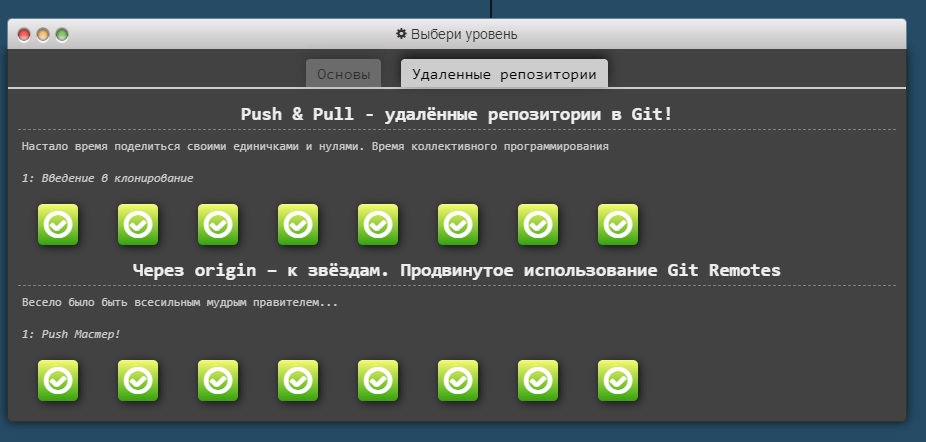 Выбери уровень
Основы
Удаленные репозитории
Push & Pull - удалённые репозитории в Git!
Настало время поделиться своими единичками и нулями. Время коллективного программирования
1: Введение в клонирование
Через origin – к звёздам. Продвинутое использование Git Remotes
Весело было быть всесильным мудрым правителем...
1: Push Мастер!